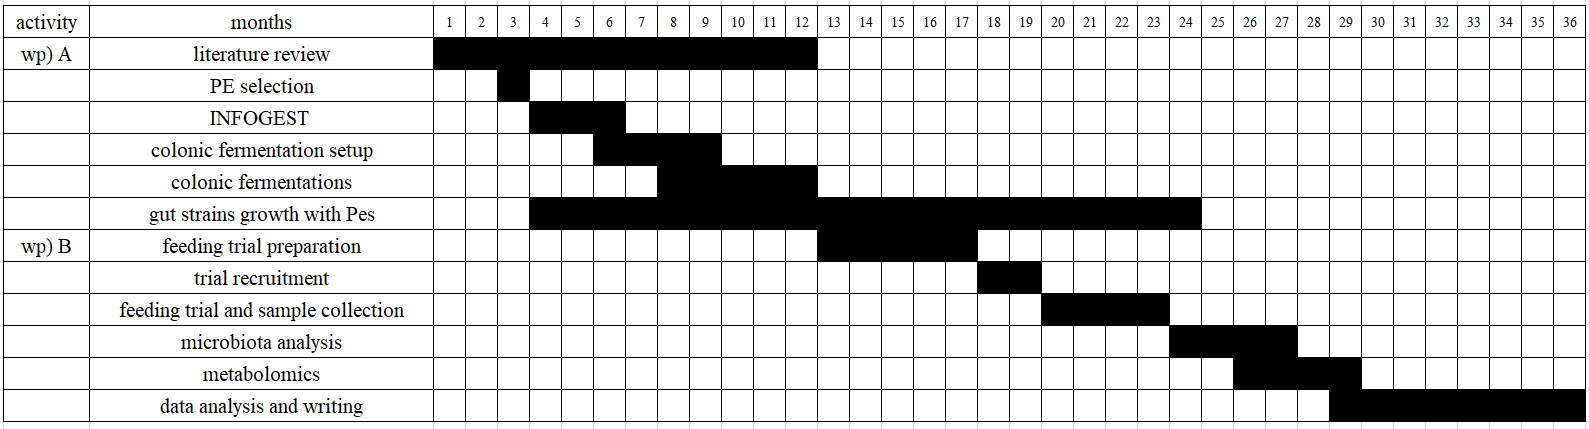 activity months 1 2 3 4 5 6 7 8 9 10 11 12 13 14 15 16 17 18 19 20 21 22 23 24 25 26 27 28 29 30 31 32 33 34 35 36
wp) A literature review
PE selection
INFOGEST
colonic fermentation setup
colonic fermentations
gut strains growth with Pes
wp) B feeding trial preparation
trial recruitment
feeding trial and sample collection
microbiota analysis
metabolomics
data analysis and writing